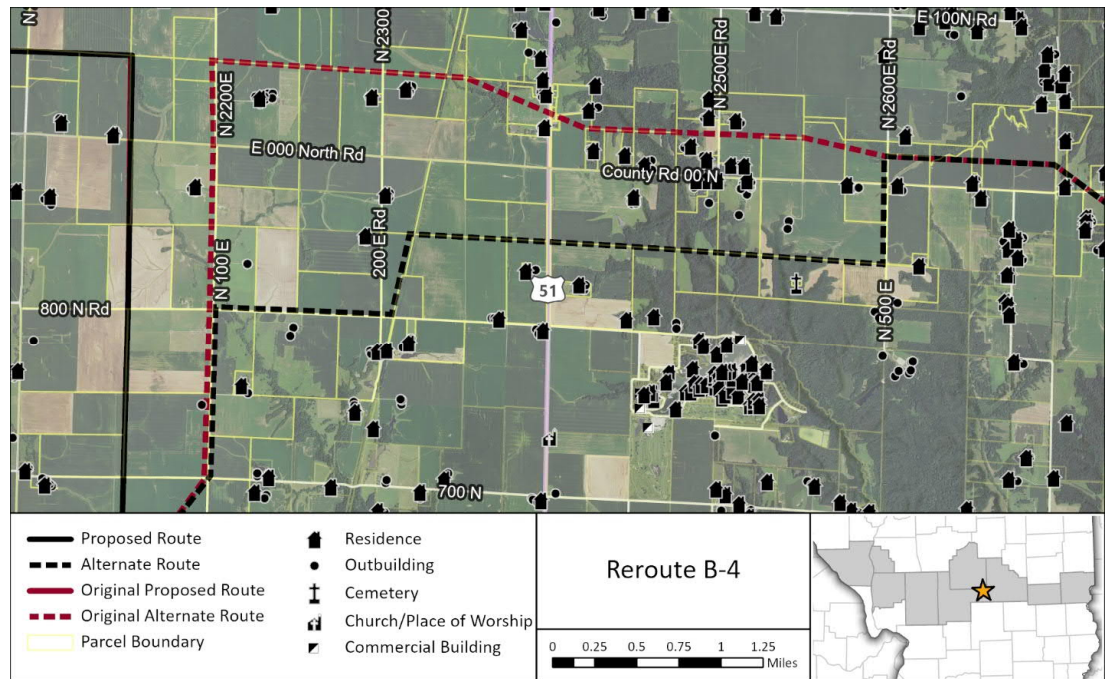 N
N 2300
E 100N Rd
N 2200E
N 2500E Rd
N 2600E Rd
E 000 North Rd
County Rd 00 N
200 E Rd
N 100 E
51
800 N Rd
N 500 E
700 N
Proposed Route
Alternate Route
Original Proposed Route
Original Alternate Route
Parcel Boundary
Residence
Outbuilding
Cemetery
Church/Place of Worship
Commercial Building
Reroute B-4
0 0.25 0.5 0.75 1 1.25
Miles